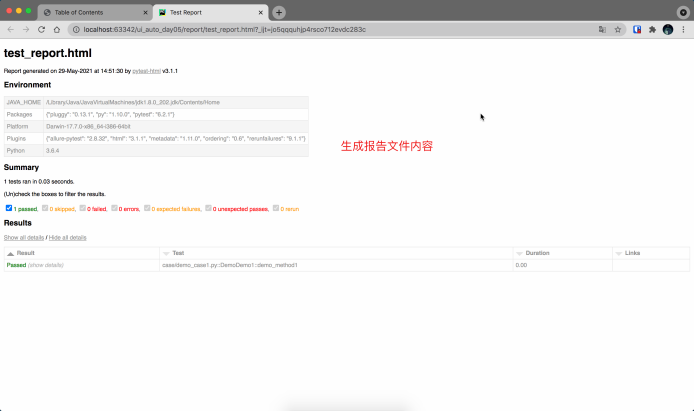 Table of Contents
Test Report
localhost:63342/ui_auto_day05/report/test_report.html?_ijt=jo5qqquhjp4rsco712evdc283c
test_report.html
Report generated on 29-May-2021 at 14:51:30 by pytest-html v3.1.1
Environment
JAVA_HOME /Library/Java/JavaVirtualMachines/jdk1.8.0_202.jdk/Contents/Home
Packages {"pluggy": "0.13.1", "py": "1.10.0", "pytest": "6.2.1"}
Platform Darwin-17.7.0-x86_64-i386-64bit
Plugins {"allure-pytest": "2.8.32", "html": "3.1.1", "metadata": "1.11.0", "ordering": "0.6", "rerunfailures": "9.1.1"}
Python 3.6.4
生成报告文件内容
Summary
1 tests ran in 0.03 seconds.
(Un)check the boxes to filter the results.
1 passed, 0 skipped, 0 failed, 0 errors, 0 expected failures, 0 unexpected passes, 0 rerun
Results
Show all details / Hide all details
Result Test Duration Links
Passed (show details) case/demo_case1.py::DemoDemo1::demo_method1 0.00